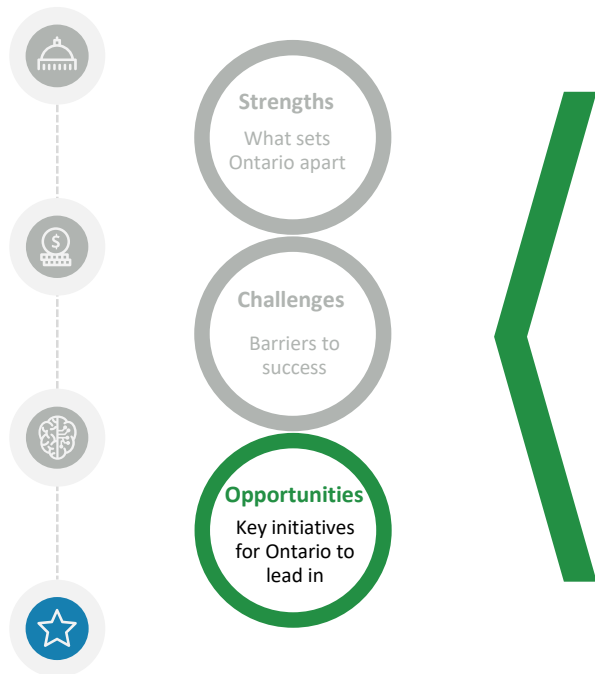 Strengths
What sets
Ontario apart
$
Challenges
Barriers to
success
Opportunities
Key initiatives
for Ontario to
lead in